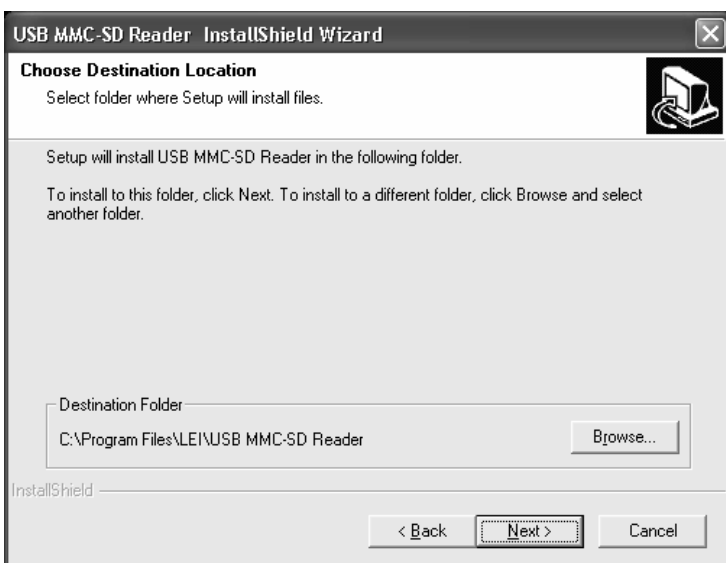 USB MMC-SD Reader InstallShield Wizard
Choose Destination Location
Select folder where Setup will install files.
Setup will install USB MMC-SD Reader in the following folder.
To install to this folder, click Next. To install to a different folder, click Browse and select
another folder.
Destination Folder
C:\Program Files\LEI\USB MMC-SD Reader
Browse...
InstallShield
< Back
Next >
Cancel